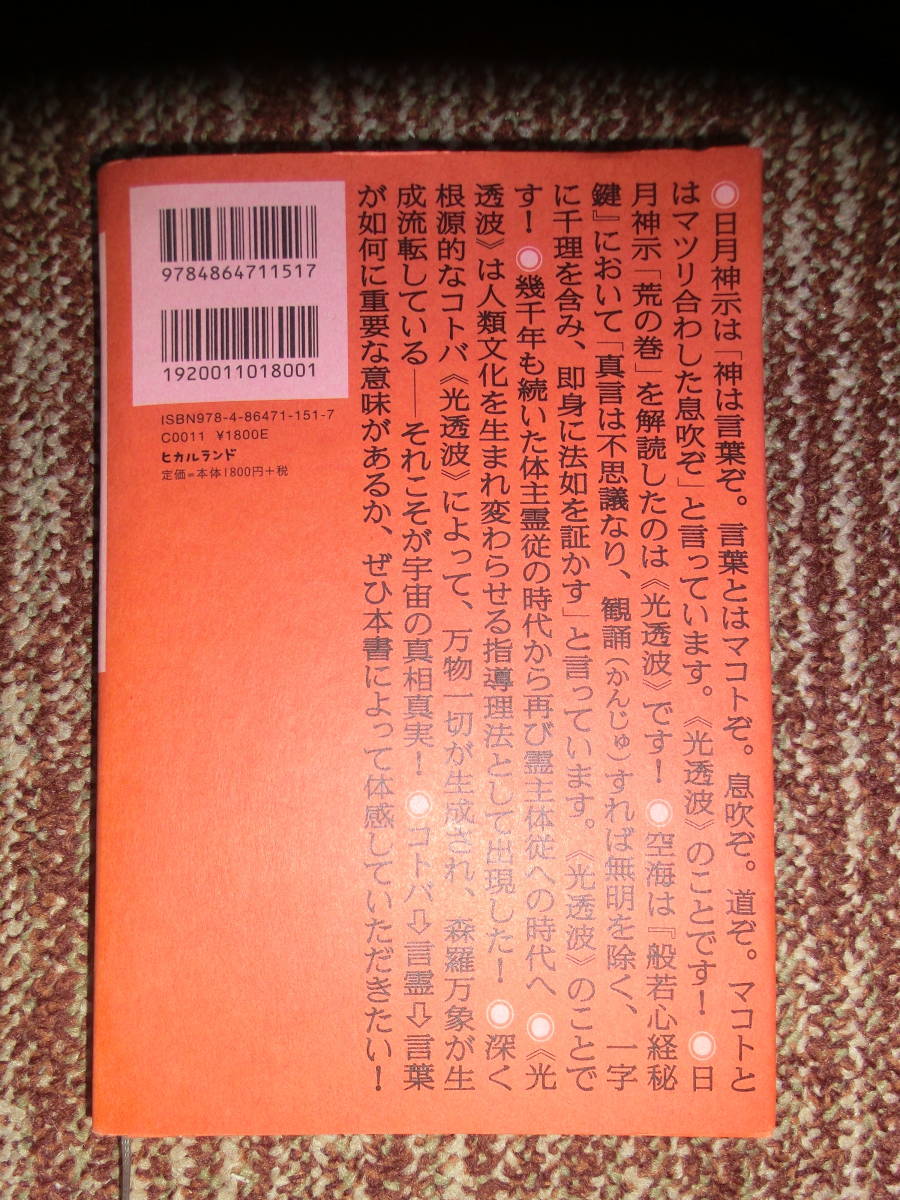 ◉日月神示は「神は言葉ぞ。言葉とはマコトぞ。息吹ぞ。道ぞ。マコトと
はマツリ合わした息吹ぞ」と言っています。《光透波》のことです！◉日
月神示「荒の巻」を解読したのは《光透波》です！◉空海は『般若心経秘
鍵』において「真言は不思議なり、観誦（かんじゅ）すれば無明を除く、一字
に千理を含み、即身に法如を証かす」と言っています。《光透波》のことで
す！◉幾千年も続いた体主霊従の時代から再び霊主体従への時代へ◉《光
透波》は人類文化を生まれ変わらせる指導理法として出現した！◉深く
根源的なコトバ《光透波》によって、万物一切が生成され、森羅万象が生
成流転している——それこそが宇宙の真相真実！◉コトバ⇩言霊⇩言葉
が如何に重要な意味があるか、ぜひ本書によって体感していただきたい！
9784864711517
1920011018001
ISBN978-4-86471-151-7
C0011 ¥1800E
ヒカルランド
定価＝本体1800円＋税